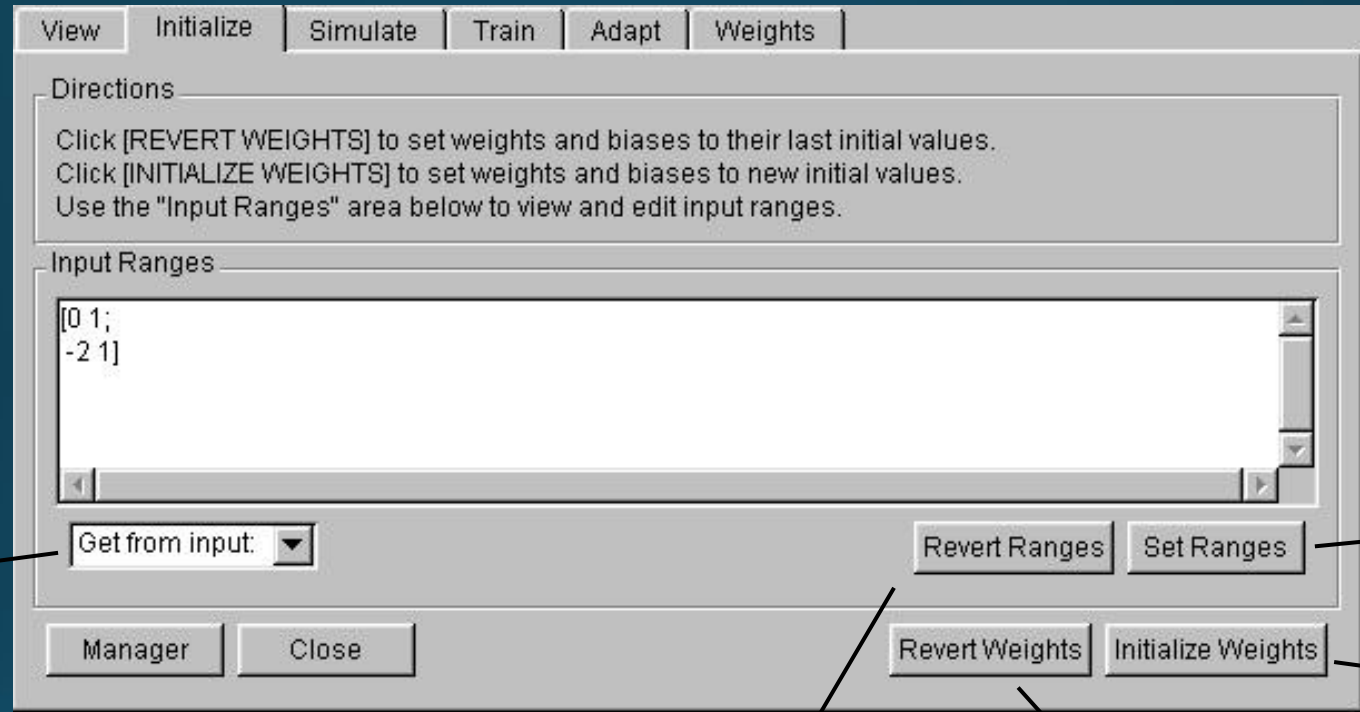 View Initialize Simulate Train Adapt Weights
Directions
Click [REVERT WEIGHTS] to set weights and biases to their last initial values.
Click [INITIALIZE WEIGHTS] to set weights and biases to new initial values.
Use the "Input Ranges" area below to view and edit input ranges.
Input Ranges
[0 1;
-2 1]
Get from input: Revert Ranges Set Ranges
Manager Close Revert Weights Initialize Weights